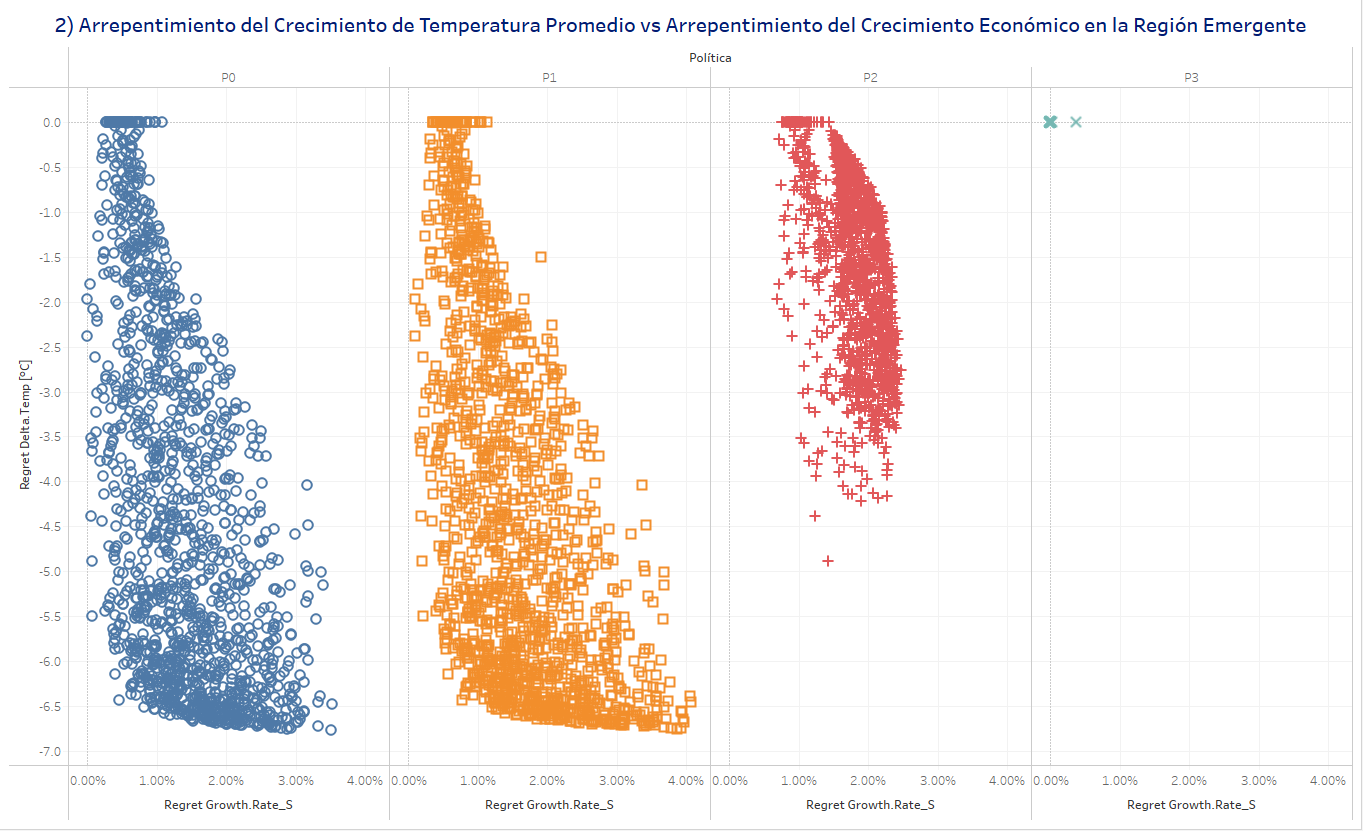 2) Arrepentimiento del Crecimiento de Temperatura Promedio vs Arrepentimiento del Crecimiento Económico en la Región Emergente
Política
P0 P1 P2 P3
Regret Delta.Temp [°C]
0.0
-0.5
-1.0
-1.5
-2.0
-2.5
-3.0
-3.5
-4.0
-4.5
-5.0
-5.5
-6.0
-6.5
-7.0
0.00% 1.00% 2.00% 3.00% 4.00% 0.00% 1.00% 2.00% 3.00% 4.00% 0.00% 1.00% 2.00% 3.00% 4.00% 0.00% 1.00% 2.00% 3.00% 4.00%
Regret Growth.Rate_S Regret Growth.Rate_S Regret Growth.Rate_S Regret Growth.Rate_S